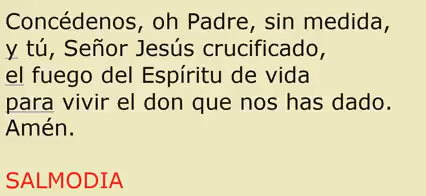 Concédenos, oh Padre, sin medida,
y tú, Señor Jesús crucificado,
el fuego del Espíritu de vida
para vivir el don que nos has dado.
Amén.
SALMODIA